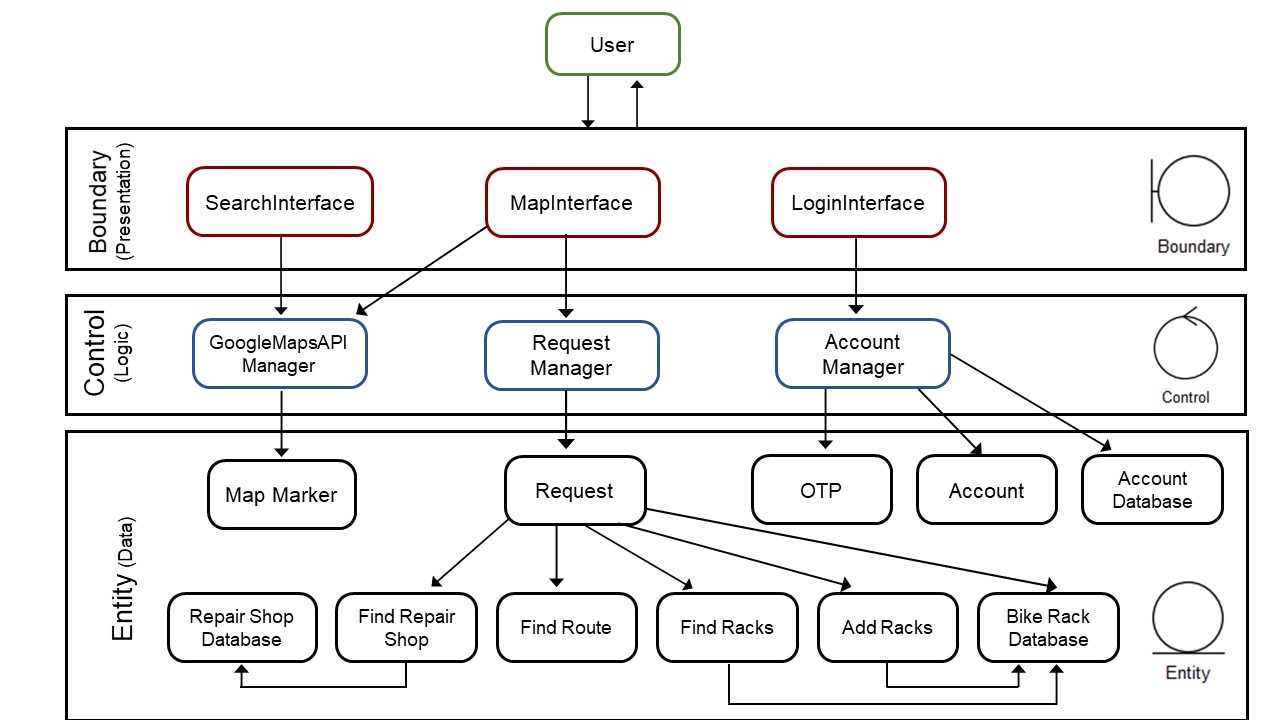 User
Boundary
(Presentation)
SearchInterface
MapInterface
LoginInterface
Boundary
Control
(Logic)
GoogleMapsAPI
Manager
Request
Manager
Account
Manager
Control
Entity (Data)
Map Marker
Request
OTP
Account
Account
Database
Repair Shop
Database
Find Repair
Shop
Find Route
Find Racks
Add Racks
Bike Rack
Database
Entity